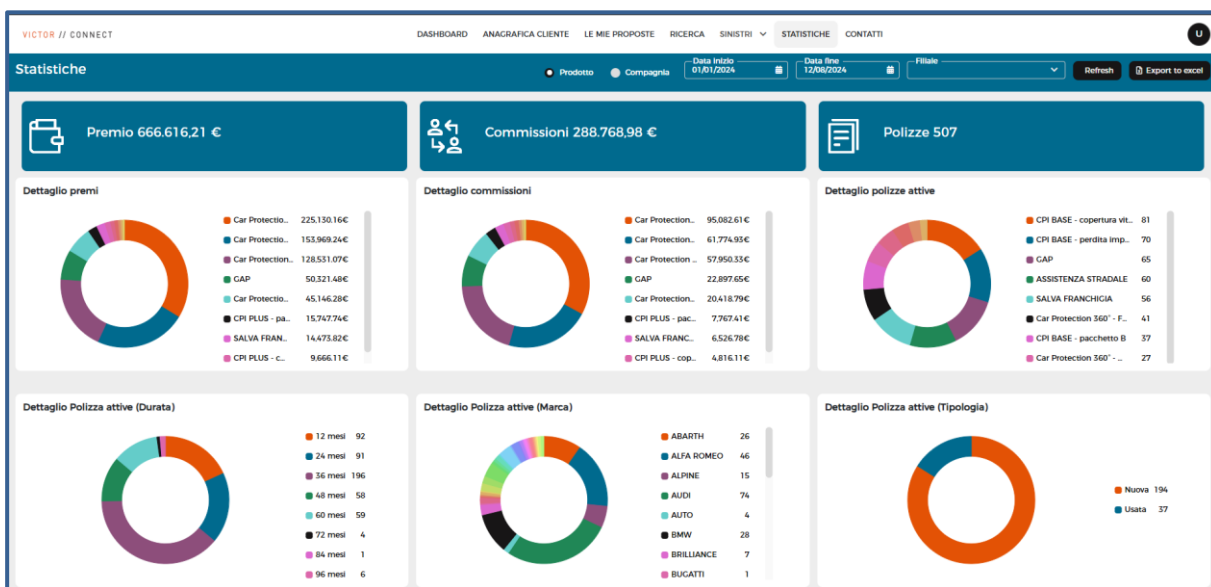 VICTOR // CONNECT
DASHBOARD ANAGRAFICA CLIENTE LE MIE PROPOSTE RICERCA SINISTRI STATISTICHE CONTATTI
U
Statistiche
Prodotto Compagnia
Data Inizio
01/01/2024
Data fine
12/08/2024
Filiale
Refresh
Export to excel
Premio 666.616,21 €
Commissioni 288.768,98 €
Polizze 507
Dettaglio premi
Car Protectio.. 225,130.16€
Car Protectio.. 153,969.24€
Car Protection.. 128,531.07€
GAP 50,321.48€
Car Protectio.. 45,146.28€
CPI PLUS - pa.. 15,747.74€
SALVA FRAN.. 14,473.82€
CPI PLUS - c... 9,666.11€
Dettaglio commissioni
Car Protection.. 95,082.61€
Car Protection.. 61,774.93€
Car Protection ... 57,950.33€
GAP 22,897.65€
Car Protection.. 20,418.79€
CPI PLUS - pac.. 7,767.41€
SALVA FRANC.. 6,526.78€
CPI PLUS - cop.. 4,816.11€
Dettaglio polizze attive
CPI BASE - copertura vit.. 81
CPI BASE - perdita imp.. 70
GAP 65
ASSISTENZA STRADALE 60
SALVA FRANCHIGIA 56
Car Protection 360° - F.. 41
CPI BASE - pacchetto B 37
Car Protection 360° - ... 27
Dettaglio Polizza attive (Durata)
12 mesi 92
24 mesi 91
36 mesi 196
48 mesi 58
60 mesi 59
72 mesi 4
84 mesi 1
96 mesi 6
Dettaglio Polizza attive (Marca)
ABARTH 26
ALFA ROMEO 46
ALPINE 15
AUDI 74
AUTO 4
BMW 28
BRILLIANCE 7
BUGATTI 1
Dettaglio Polizza attive (Tipologia)
Nuova 194
Usata 37